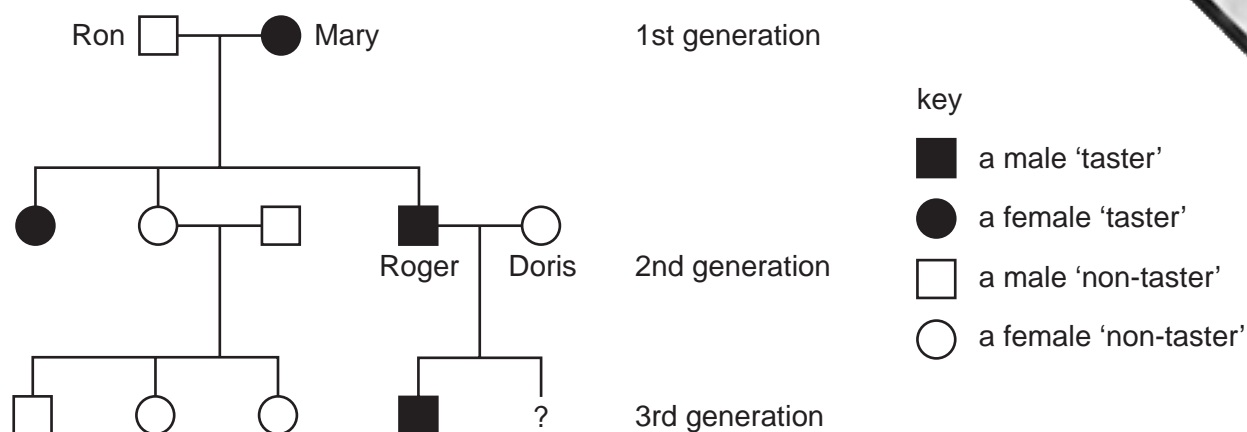 Ron
Mary
1st generation
key
a male ‘taster’
a female ‘taster’
Roger
Doris
2nd generation
a male ‘non-taster’
a female ‘non-taster’
?
3rd generation